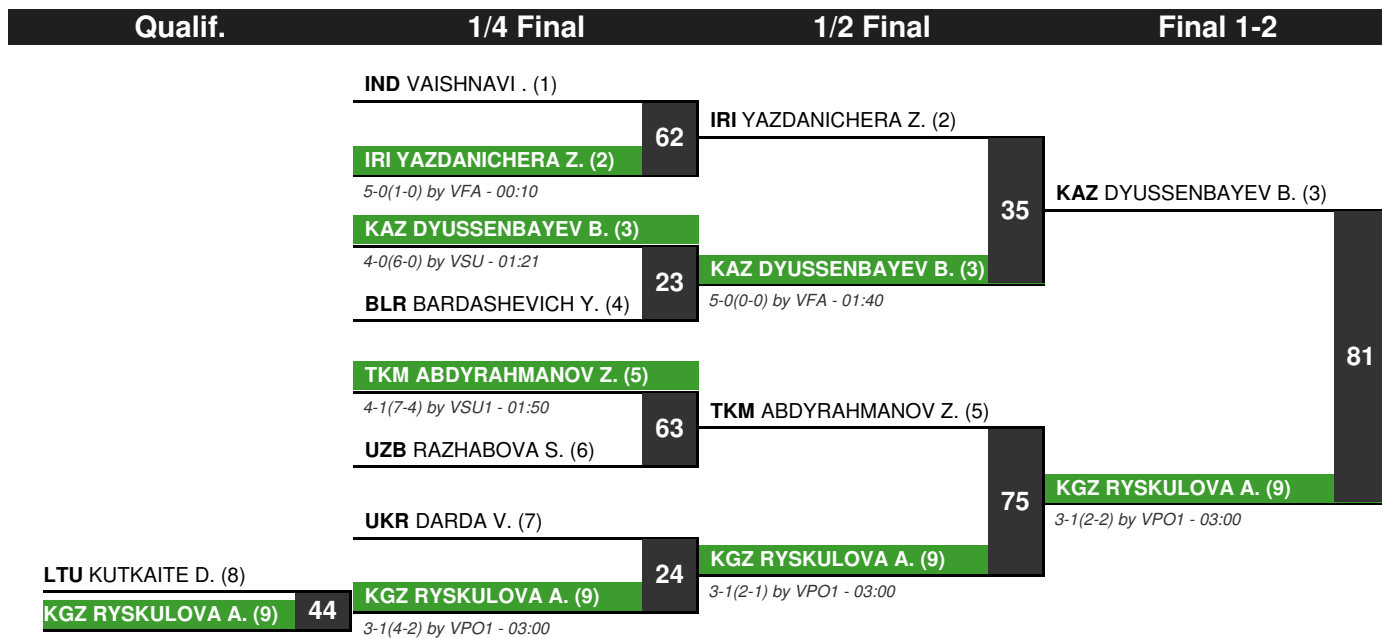 Qualif. 1/4 Final 1/2 Final Final 1-2
IND VAISHNAVI . (1)
62
IRI YAZDANICHERA Z. (2)
5-0(1-0) by VFA - 00:10
KAZ DYUSSENBAYEV B. (3)
4-0(6-0) by VSU - 01:21
23
BLR BARDASHEVICH Y. (4)
TKM ABDYRAHMANOV Z. (5)
4-1(7-4) by VSU1 - 01:50
63
UZB RAZHABOVA S. (6)
UKR DARDA V. (7)
24
LTU KUTKAITE D. (8)
KGZ RYSKULOVA A. (9)
44
KGZ RYSKULOVA A. (9)
3-1(4-2) by VPO1 - 03:00
IRI YAZDANICHERA Z. (2)
35
KAZ DYUSSENBAYEV B. (3)
5-0(0-0) by VFA - 01:40
TKM ABDYRAHMANOV Z. (5)
75
KGZ RYSKULOVA A. (9)
3-1(2-1) by VPO1 - 03:00
KAZ DYUSSENBAYEV B. (3)
81
KGZ RYSKULOVA A. (9)
3-1(2-2) by VPO1 - 03:00